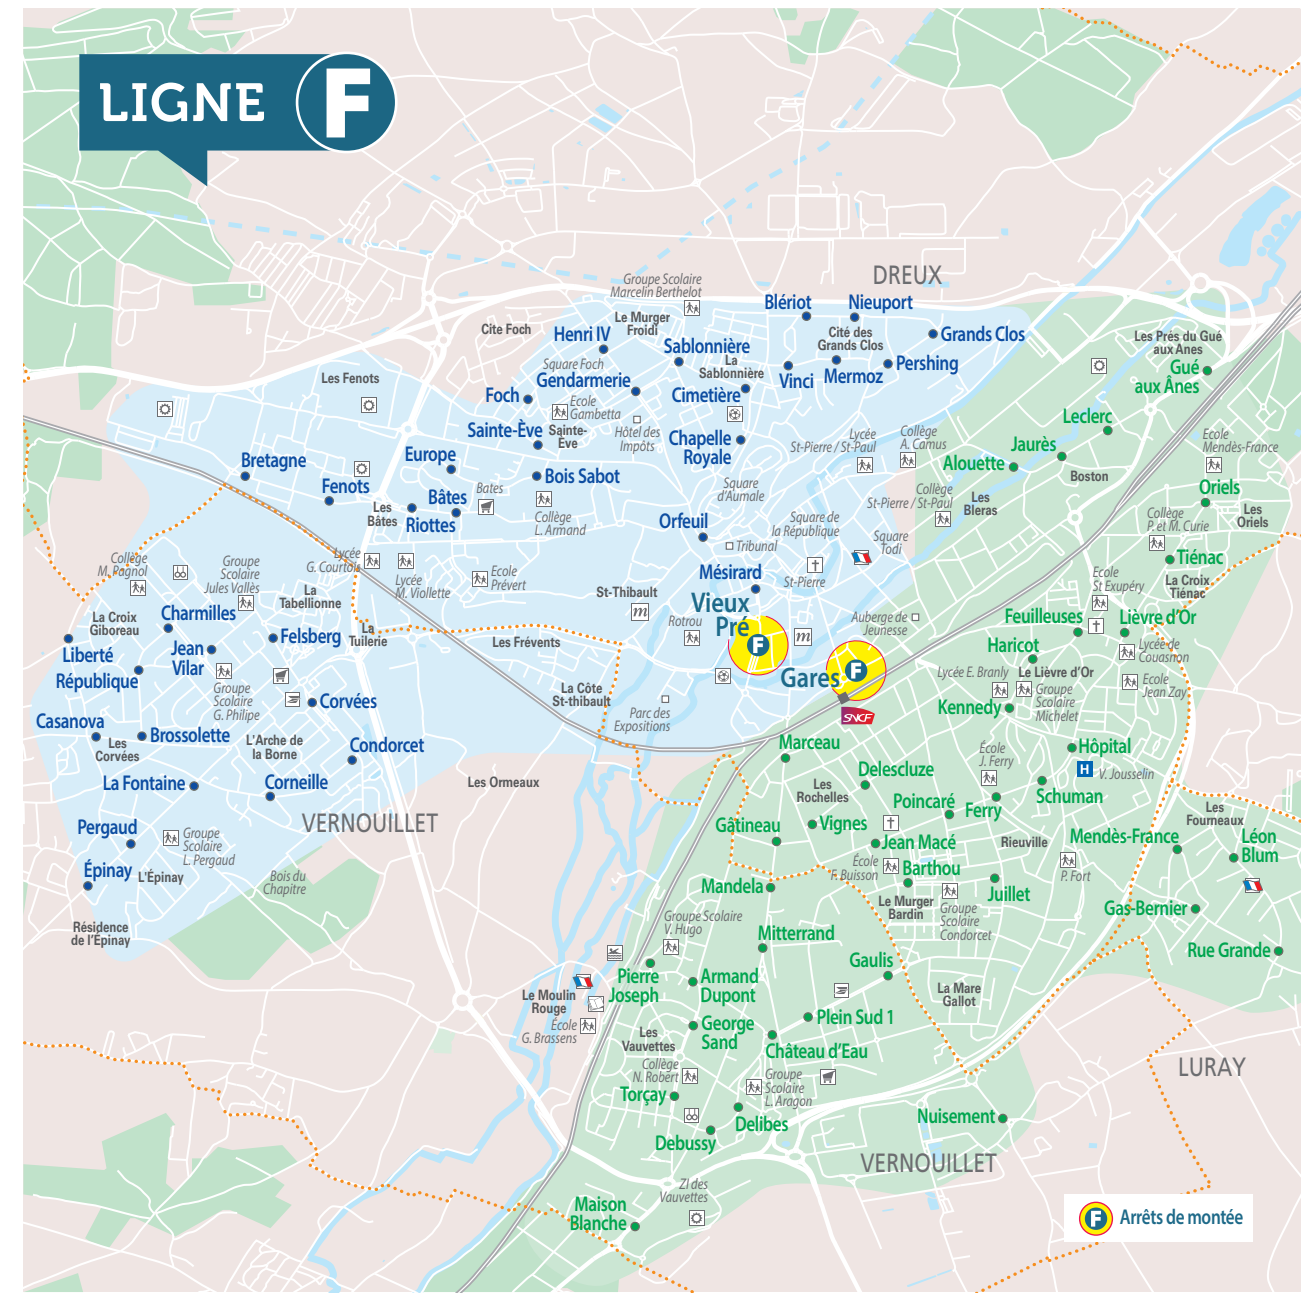 LIGNE F
DREUX
Groupe Scolaire
Marcelin Berthelot
Blériot
Nieuport
Cite Foch
Le Murger
Froidi
Henri IV
Cité des
Grands Clos
Grands Clos
Les Prés du Gué
aux Anes
Sablonnière
La
Sablonnière
Square Foch
Gendarmerie
Vinci
Mermoz
Pershing
Gué
aux Ânes
Les Fenots
Foch
Ecole
Gambetta
Cimetière
Leclerc
Sainte-Ève
Sainte-
Ève
Hôtel des
Impôts
Chapelle
Royale
Lycée
St-Pierre / St-Paul
Collège
A. Camus
Jaurès
Ecole
Mendès-France
Bretagne
Europe
Alouette
Boston
Bois Sabot
Fenots
Bâtes
Bates
Square
d'Aumale
Collège
St-Pierre / St-Paul
Les
Bleras
Oriels
Les
Oriels
Les
Bâtes
Riottes
Collège
L. Armand
Orfeuil
Square de
la République
Collège
P. et M. Curie
Tribunal
Square
Todi
Collège
M. Pagnol
Groupe
Scolaire
Jules Vallès
Lycée
G. Courtois
Tiénac
Lycée
M. Viollette
Ecole
Prévert
Mésirard
St-Pierre
Ecole
St Exupéry
La Croix
Tiénac
La
Tabellionne
St-Thibault
Vieux
Pré
F
Charmilles
La Croix
Giboreau
Rotrou
Auberge de
Jeunesse
Feuilleuses
Lièvre d'Or
Felsberg
La
Tuilerie
Les Frévents
Liberté
Jean
Vilar
Haricot
Lycée de
Couasnon
République
Gares
F
SNCF
Lycée E. Branly
Le Lièvre d'Or
Groupe
Scolaire
G. Philipe
La Côte
St-thibault
Groupe
Scolaire
Michelet
Ecole
Jean Zay
Corvées
Parc des
Expositions
Kennedy
Casanova
Brossolette
Les
Corvées
L'Arche de
la Borne
Condorcet
Marceau
École
J. Ferry
Hôpital
H
V. Jousselin
La Fontaine
Corneille
Les Ormeaux
Les
Rochelles
Delescluze
Schuman
Poincaré
Ferry
Les
Fourneaux
VERNOUILLET
Pergaud
Gâtineau
Vignes
Groupe
Scolaire
L. Pergaud
Jean Macé
Rieuville
Mendès-France
Léon
Blum
Épinay
L'Épinay
Bois du
Chapitre
École
F. Buisson
Barthou
P. Fort
Mandela
Juillet
Le Murger
Bardin
Groupe
Scolaire
Condorcet
Gas-Bernier
Groupe Scolaire
V. Hugo
Résidence
de l'Epinay
Mitterrand
Rue Grande
Gaulis
Pierre
Joseph
Armand
Dupont
Le Moulin
Rouge
La Mare
Gallot
Plein Sud 1
École
G. Brassens
Les
Vauvettes
George
Sand
Château d'Eau
Collège
N. Robert
Groupe
Scolaire
L. Aragon
LURAY
Torçay
Delibes
Nuisement
Debussy
VERNOUILLET
ZI des
Vauvettes
Maison
Blanche
F Arrêts de montée